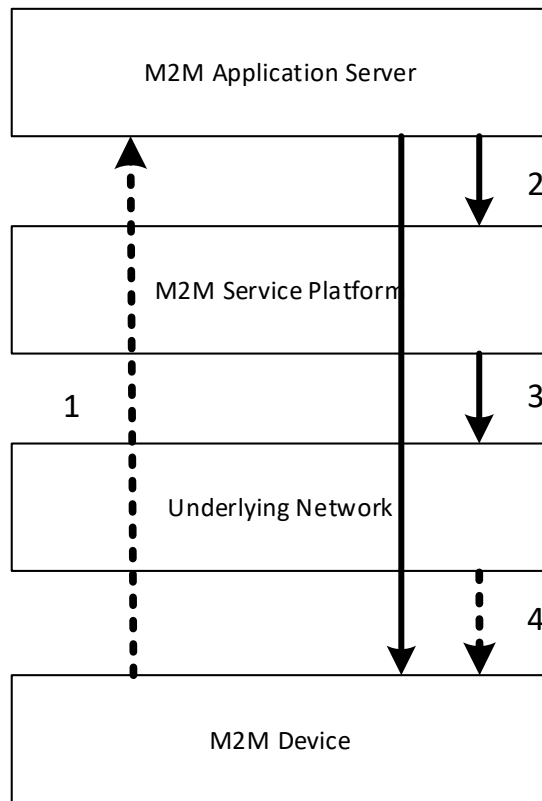 M2M Application Server
2
M2M Service Platform
1
3
Underlying Network
4
M2M Device